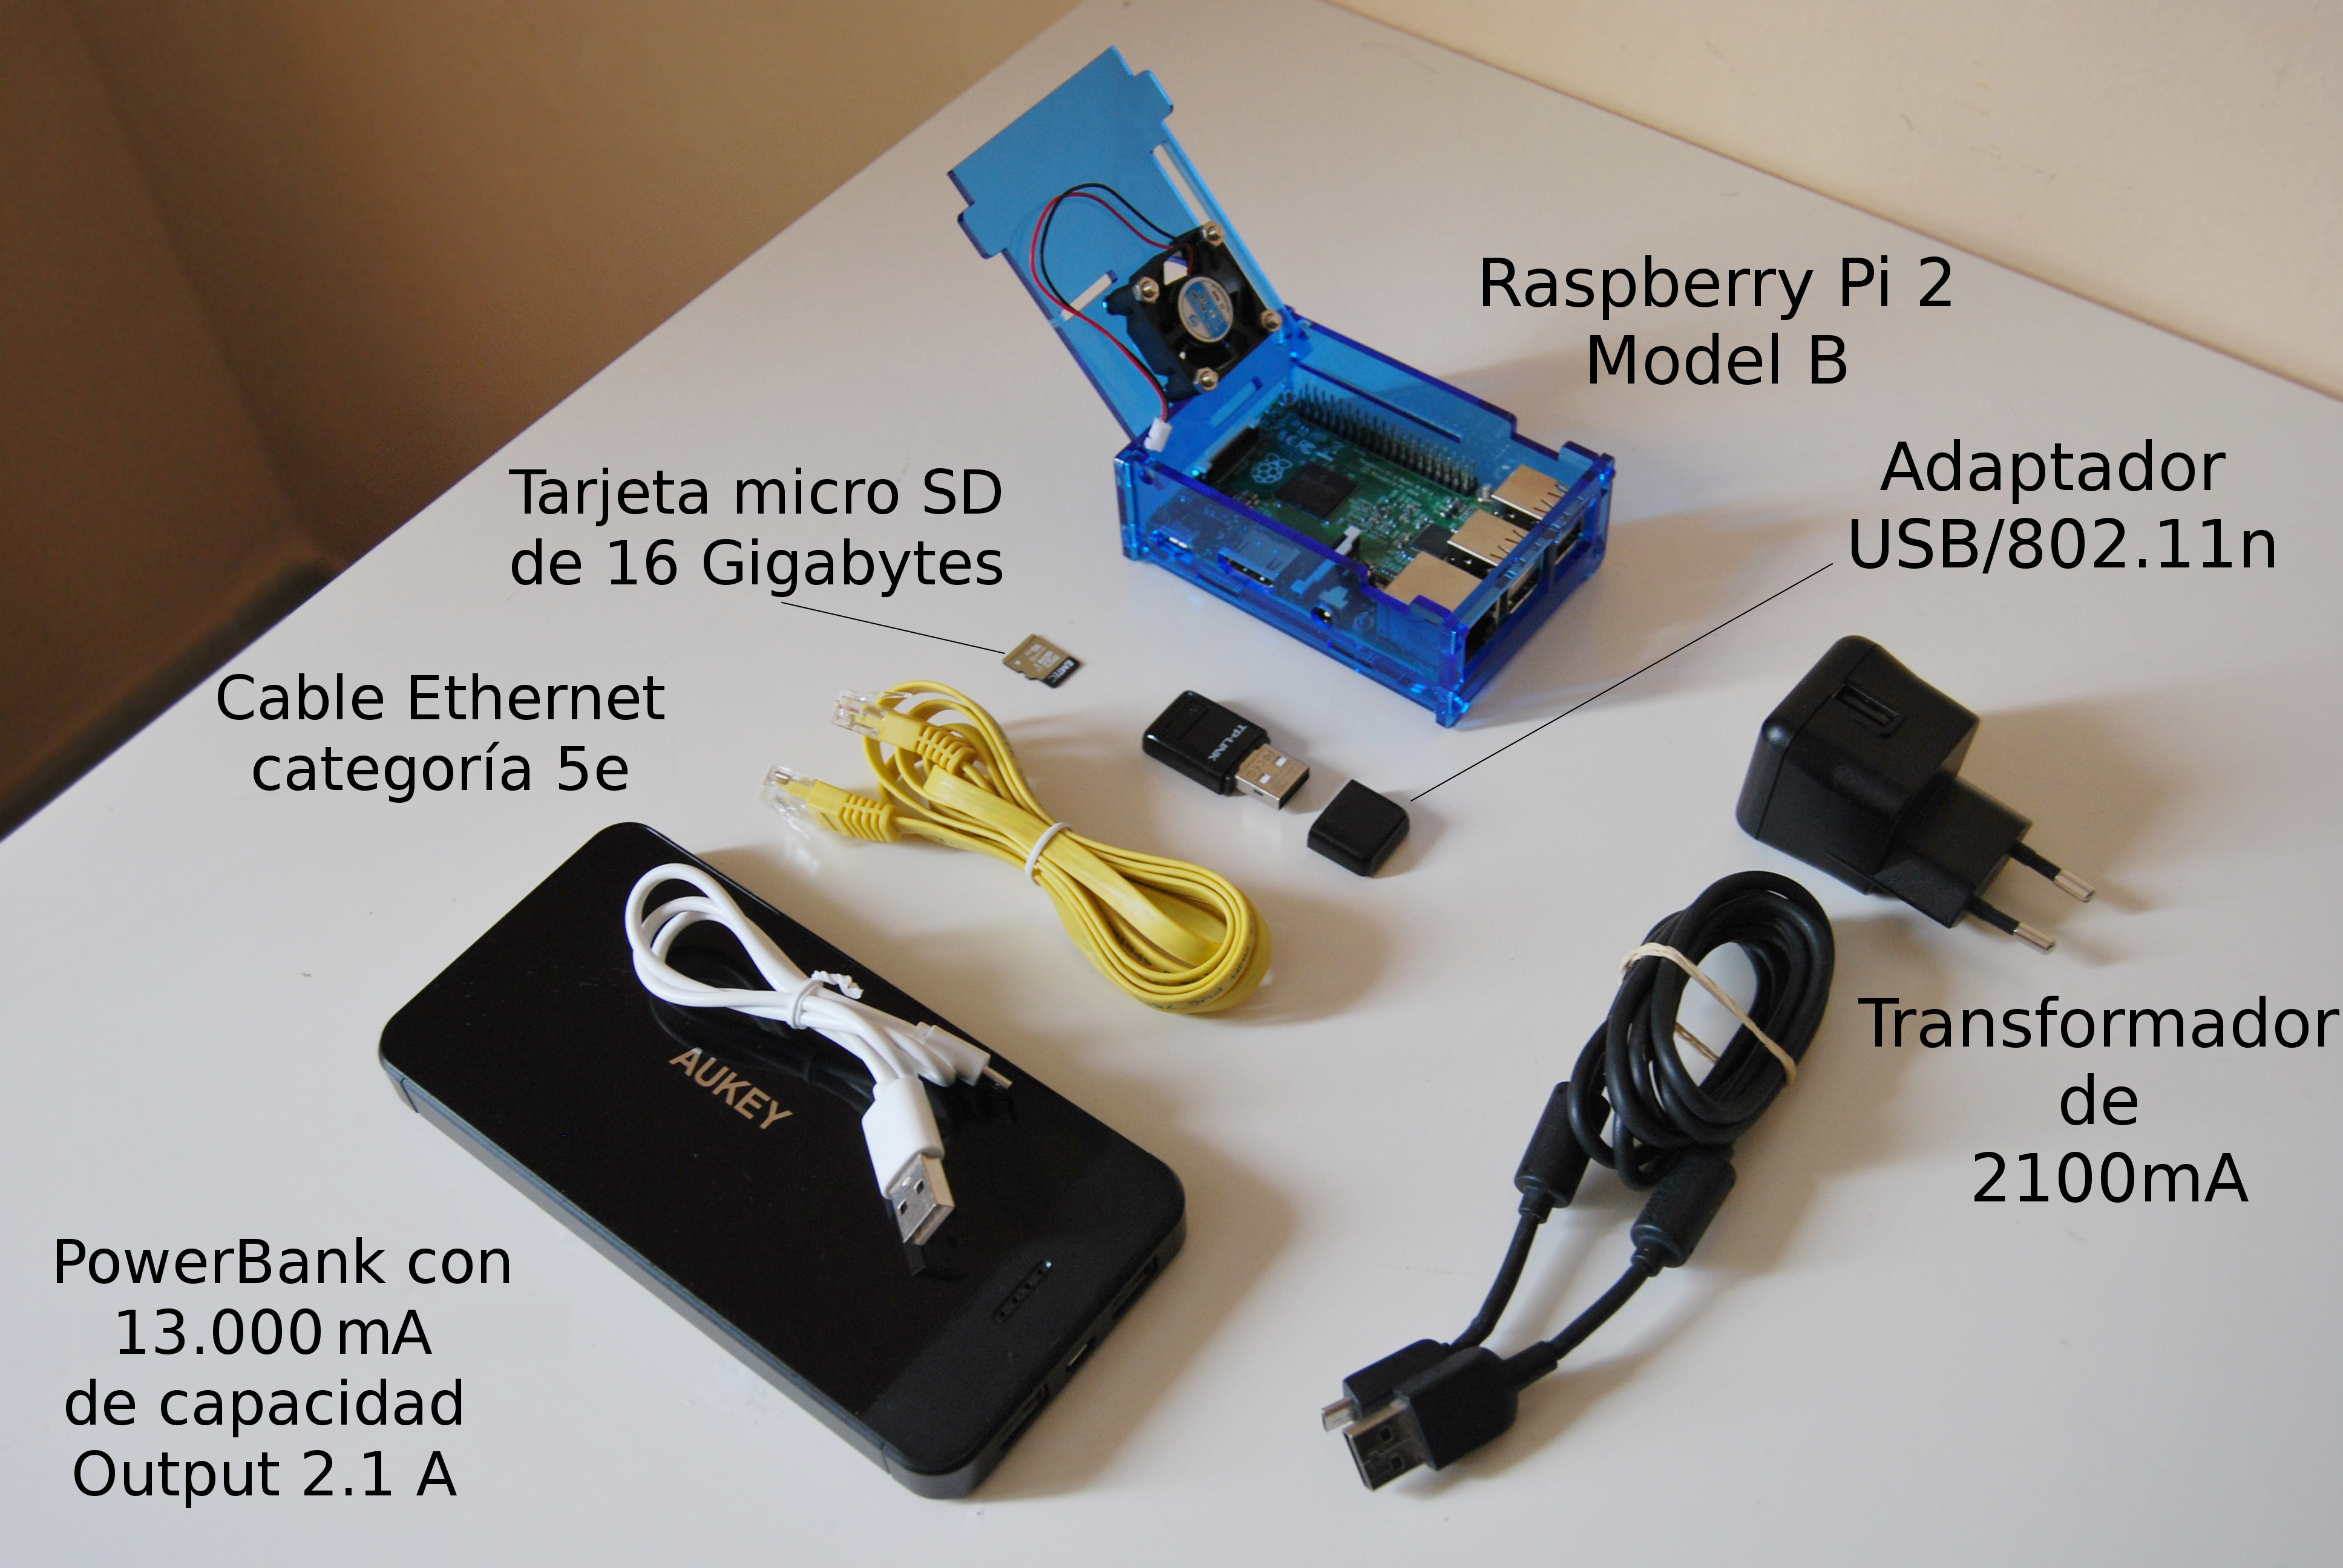 Raspberry Pi 2
Model B
Adaptador
USB/802.11n
Tarjeta micro SD
de 16 Gigabytes
Cable Ethernet
categoría 5e
TP-LINK
EMTEC
AUKEY
Transformador
de
2100mA
PowerBank con
13.000 mA
de capacidad
Output 2.1 A